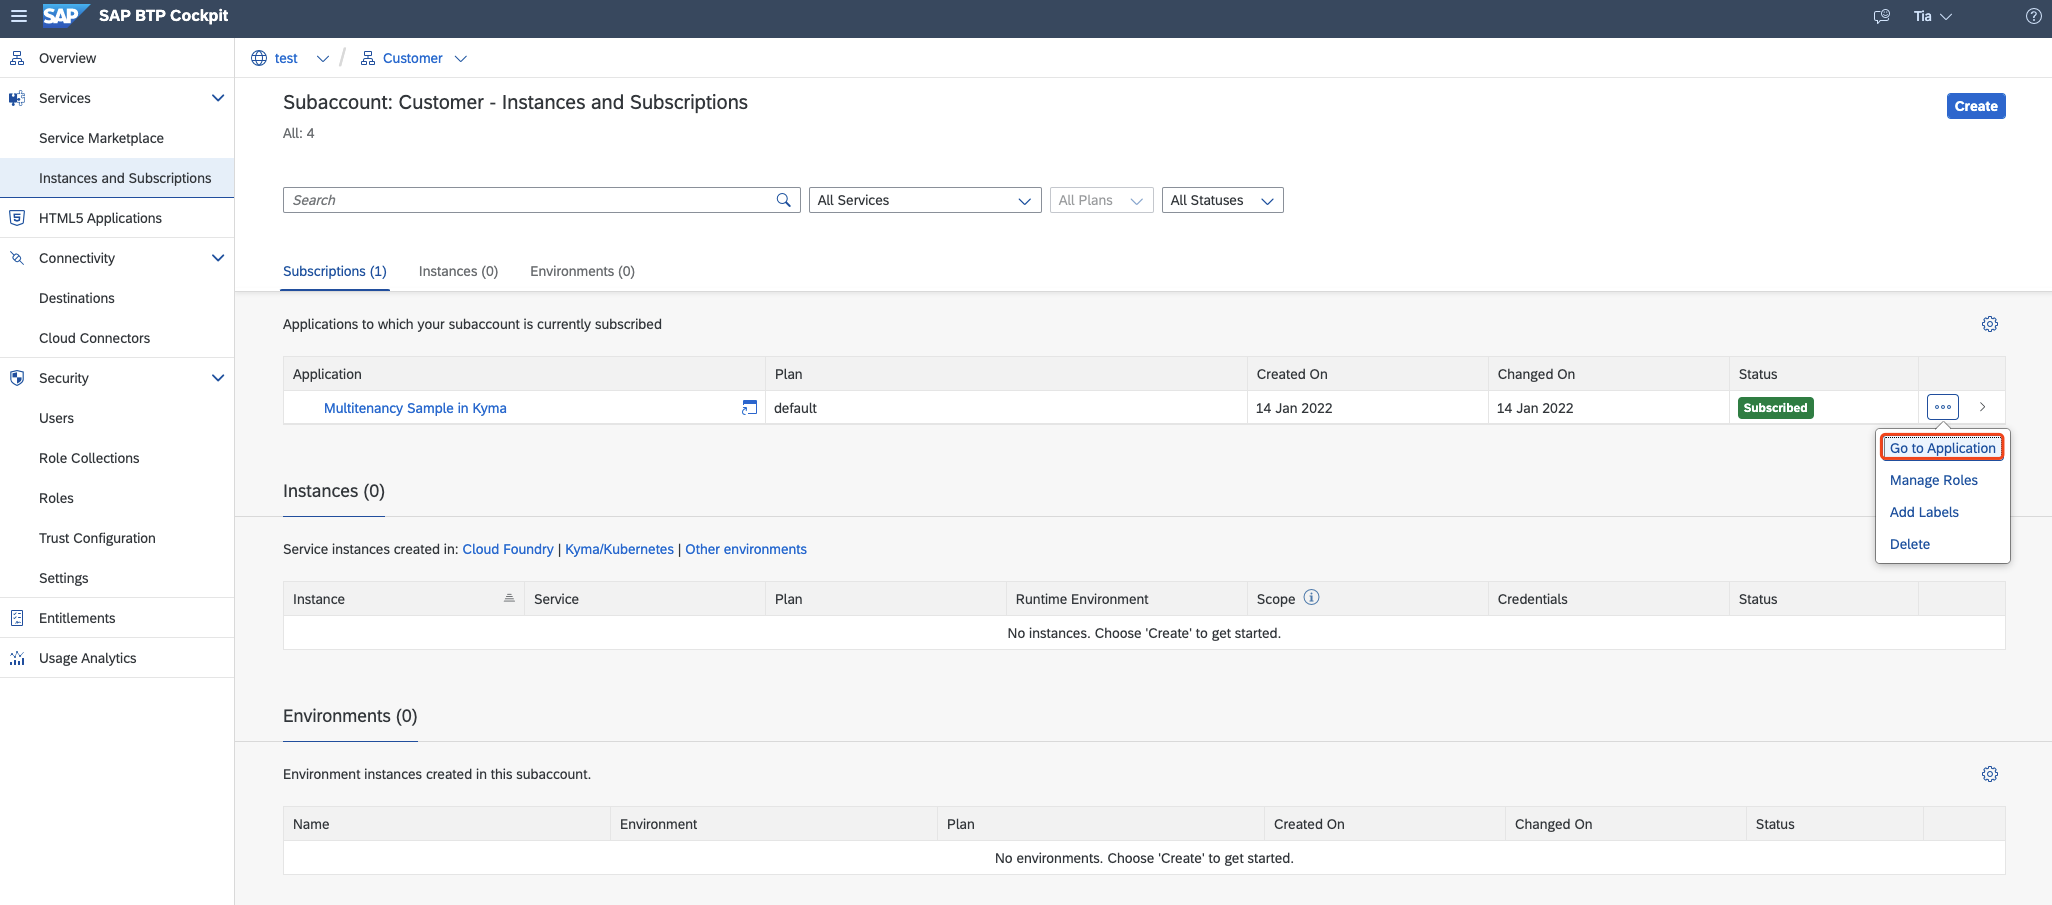 SAP SAP BTP Cockpit
Tia
Overview
Services
Service Marketplace
Instances and Subscriptions
HTML5 Applications
Connectivity
Destinations
Cloud Connectors
Security
Users
Role Collections
Roles
Trust Configuration
Settings
Entitlements
Usage Analytics
test / Customer
Subaccount: Customer - Instances and Subscriptions
Create
All: 4
Search All Services All Plans All Statuses
Subscriptions (1) Instances (0) Environments (0)
Applications to which your subaccount is currently subscribed
Application Plan Created On Changed On Status
Multitenancy Sample in Kyma default 14 Jan 2022 14 Jan 2022 Subscribed
Go to Application
Manage Roles
Add Labels
Delete
Instances (0)
Service instances created in: Cloud Foundry | Kyma/Kubernetes | Other environments
Instance Service Plan Runtime Environment Scope Credentials Status
No instances. Choose 'Create' to get started.
Environments (0)
Environment instances created in this subaccount.
Name Environment Plan Created On Changed On Status
No environments. Choose 'Create' to get started.